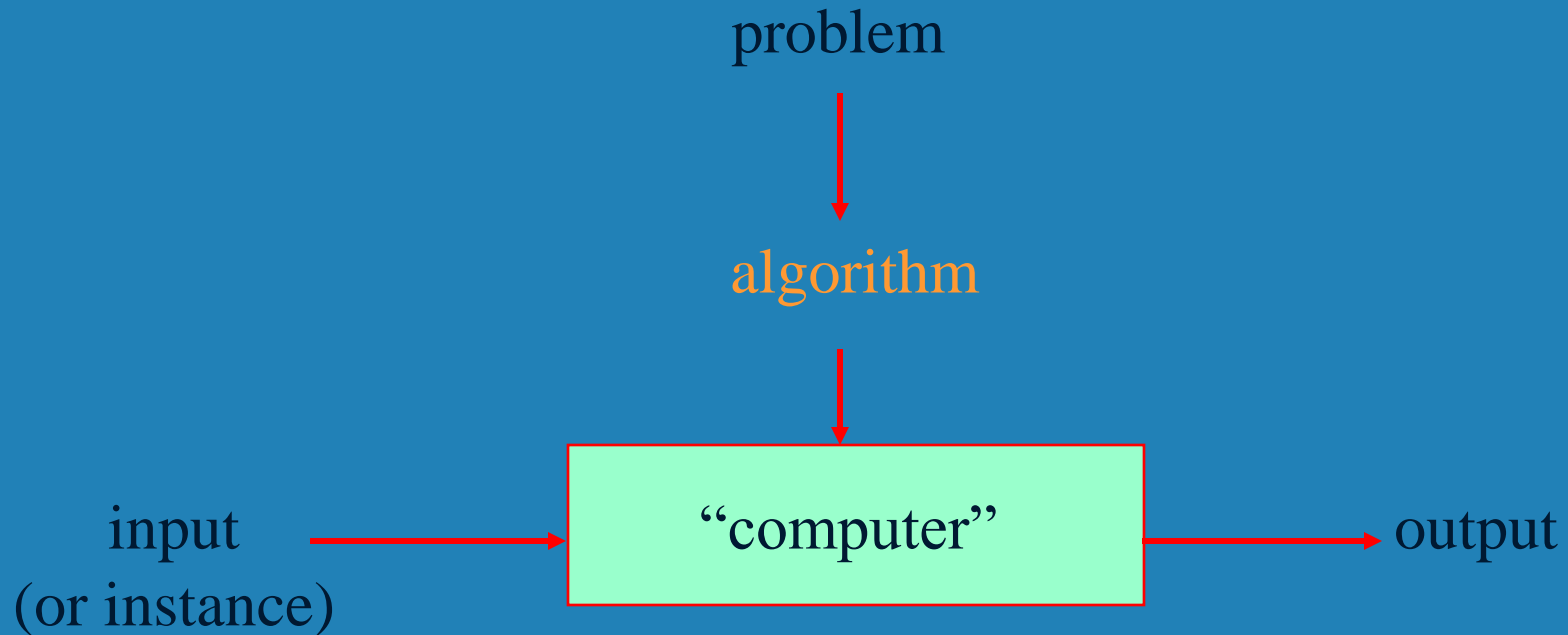 problem
algorithm
input
(or instance)
“computer”
output